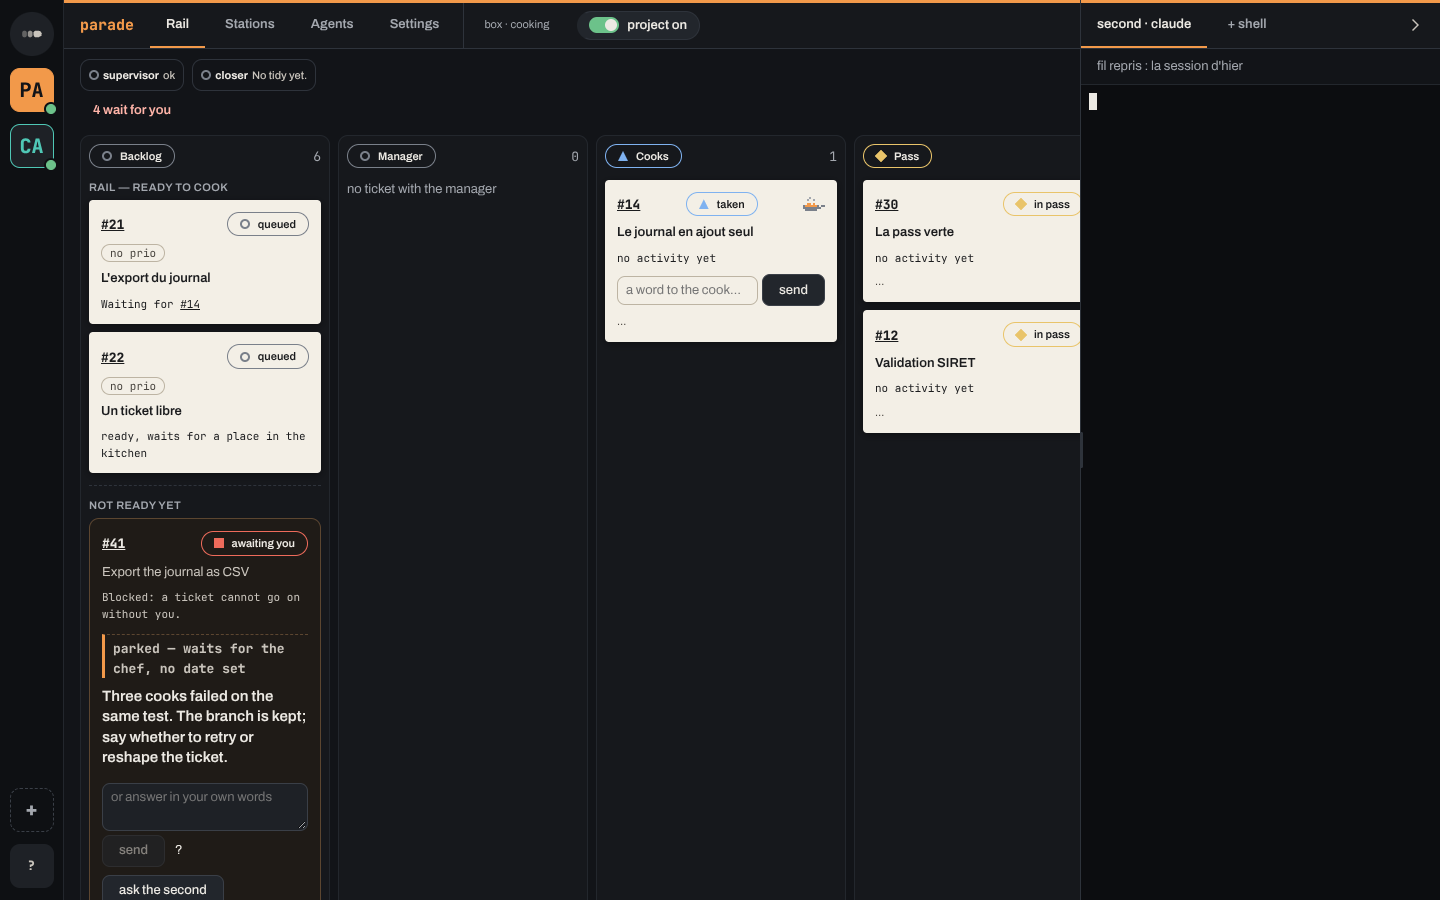 PA
CA
+
?
parade
Rail
Stations
Agents
Settings
box · cooking
project on
supervisor ok
closer No tidy yet.
4 wait for you
Backlog
6
RAIL — READY TO COOK
#21
queued
no prio
L'export du journal
Waiting for #14
#22
queued
no prio
Un ticket libre
ready, waits for a place in the
kitchen
NOT READY YET
#41
awaiting you
Export the journal as CSV
Blocked: a ticket cannot go on
without you.
parked — waits for the
chef, no date set
Three cooks failed on the
same test. The branch is kept;
say whether to retry or
reshape the ticket.
or answer in your own words
send
?
ask the second
Manager
0
no ticket with the manager
Cooks
1
#14
taken
Le journal en ajout seul
no activity yet
a word to the cook...
send
...
Pass
#30
in pass
La pass verte
no activity yet
...
#12
in pass
Validation SIRET
no activity yet
...
second · claude
+ shell
fil repris : la session d'hier